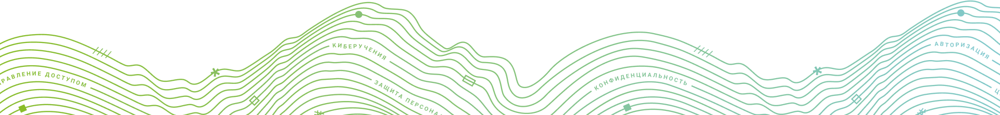 РАВЛЕНИЕ ДОСТУПОМ
КИБЕРУЧЕНИЯ
ЗАЩИТА ПЕРСОНА
КОНФИДЕНЦИАЛЬНОСТЬ
АВТОРИЗАЦИЯ